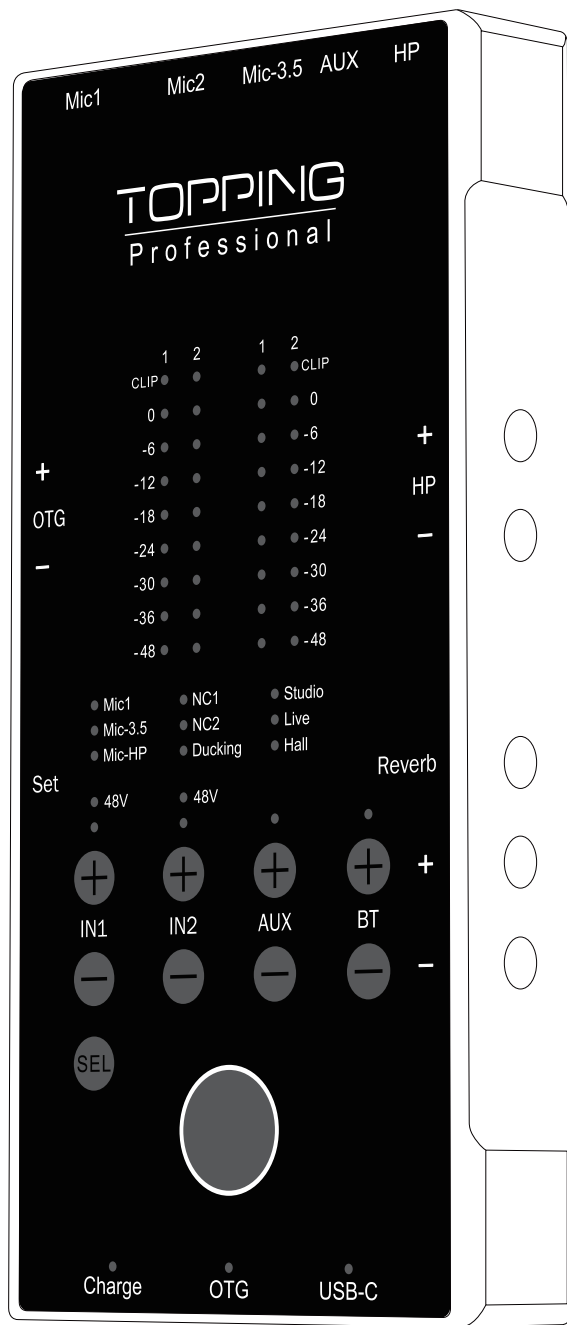 Mic1 Mic2 Mic-3.5 AUX HP
TOPPING
Professional
1 2 1 2
CLIP CLIP
0 0
-6 -6
+ -12 -12 +
OTG -18 -18 HP
- -24 -24 -
-30 -30
-36 -36
-48 -48
Mic1 NC1 Studio
Mic-3.5 NC2 Live
Mic-HP Ducking Hall
Set Reverb
48V 48V
+ + + + +
IN1 IN2 AUX BT
- - - - -
SEL
Charge OTG USB-C